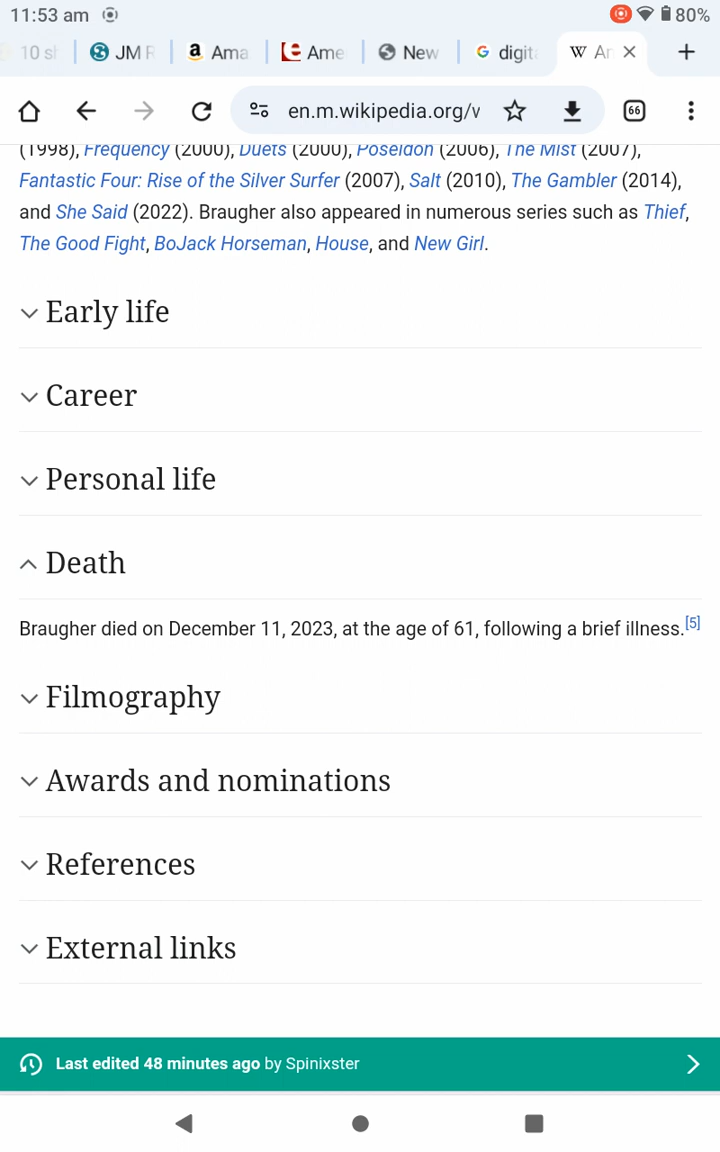 11:53 am 80%
10 sh JM R a Ama Ame New G digit W An
en.m.wikipedia.org/v 66
(1998), Frequency (2000), Duets (2000), Poseidon (2006), The Mist (2007),
Fantastic Four: Rise of the Silver Surfer (2007), Salt (2010), The Gambler (2014),
and She Said (2022). Braugher also appeared in numerous series such as Thief,
The Good Fight, BoJack Horseman, House, and New Girl.
Early life
Career
Personal life
Death
Braugher died on December 11, 2023, at the age of 61, following a brief illness.[5]
Filmography
Awards and nominations
References
External links
Last edited 48 minutes ago by Spinixster